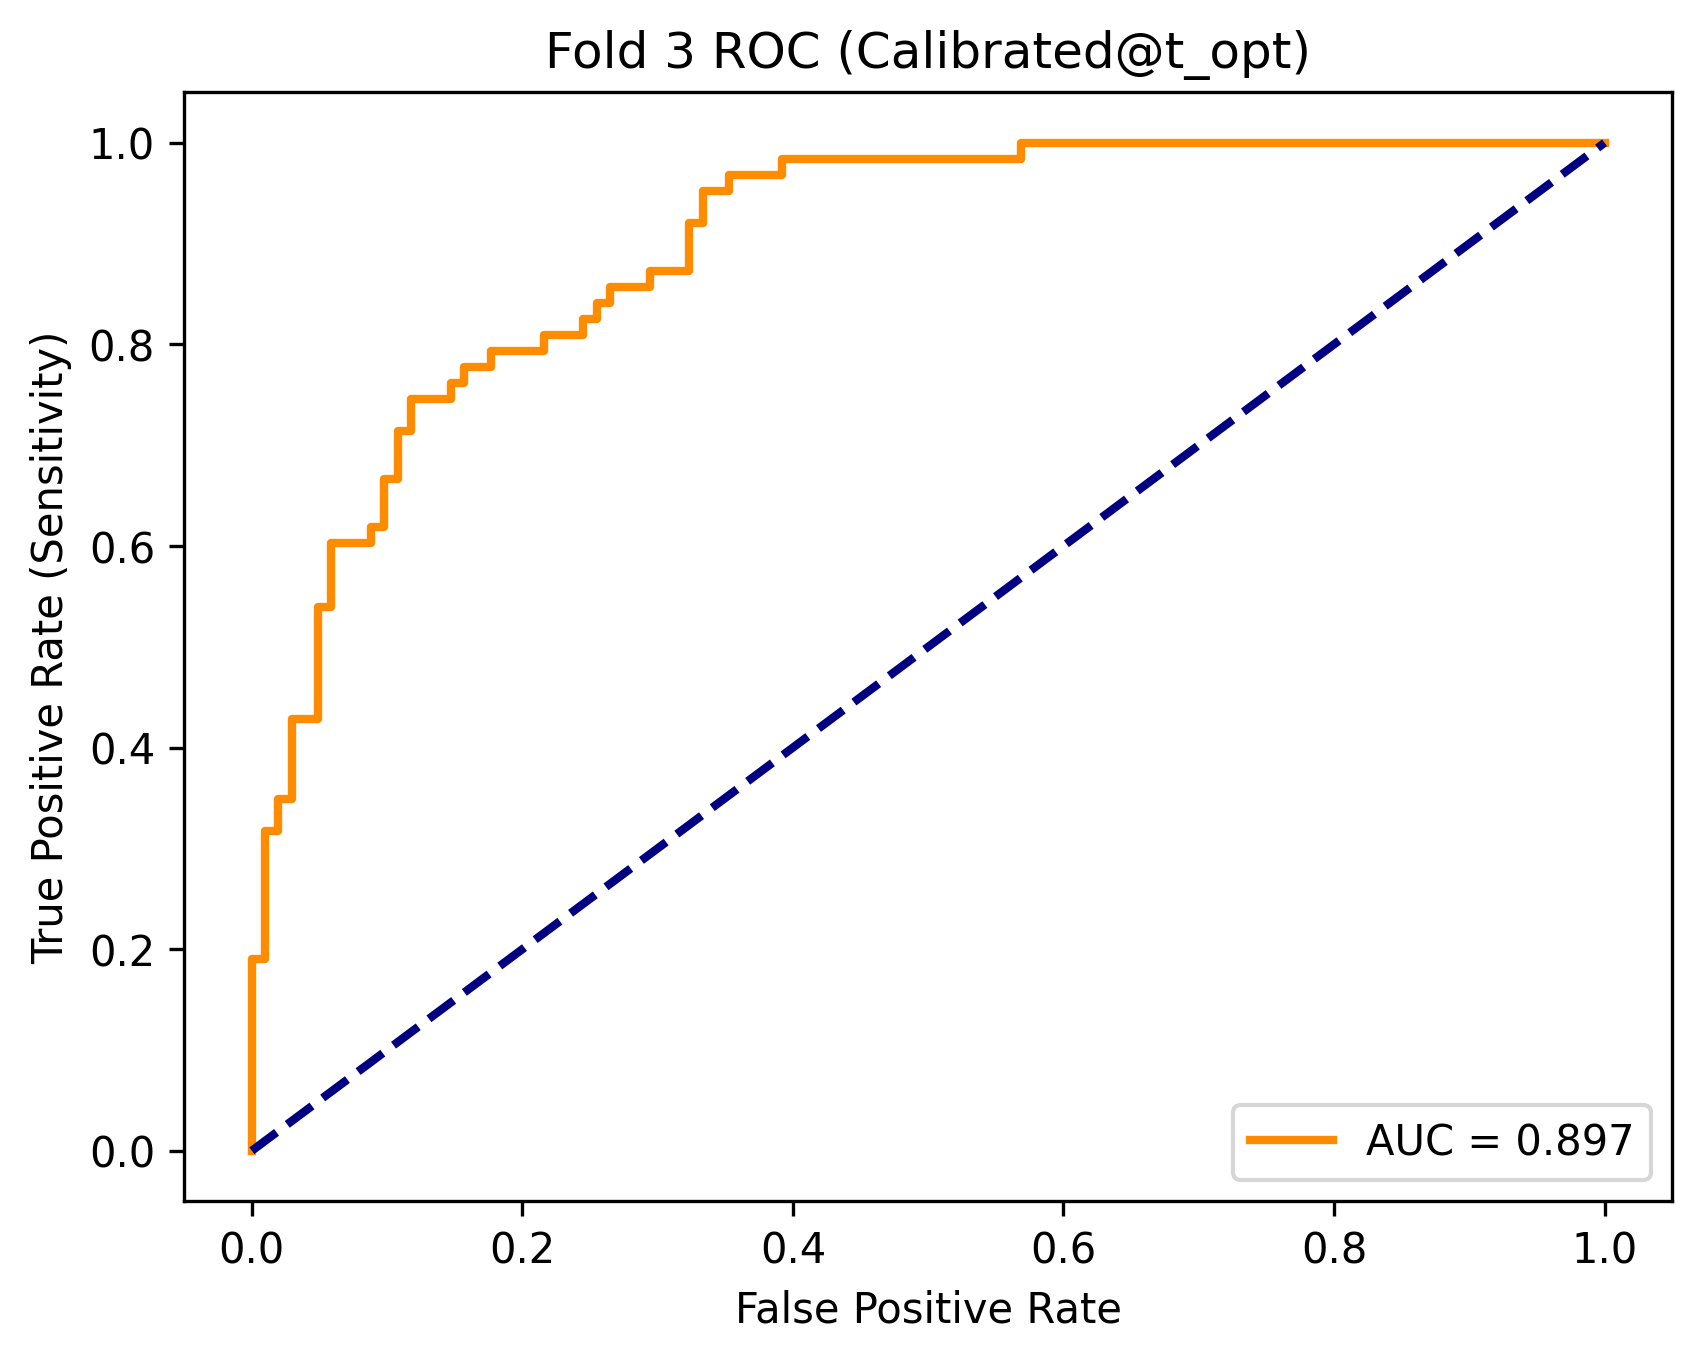 Fold 3 ROC (Calibrated@t_opt)
True Positive Rate (Sensitivity)
1.0
0.8
0.6
0.4
0.2
0.0
AUC = 0.897
0.0 0.2 0.4 0.6 0.8 1.0
False Positive Rate